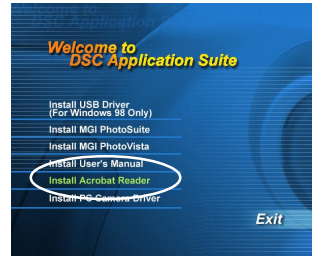 Welcome to
DSC Application Suite
Install USB Driver
(For Windows 98 Only)
Install MGI PhotoSuite
Install MGI PhotoVista
Install User's Manual
Install Acrobat Reader
Install PC Camera Driver
Exit